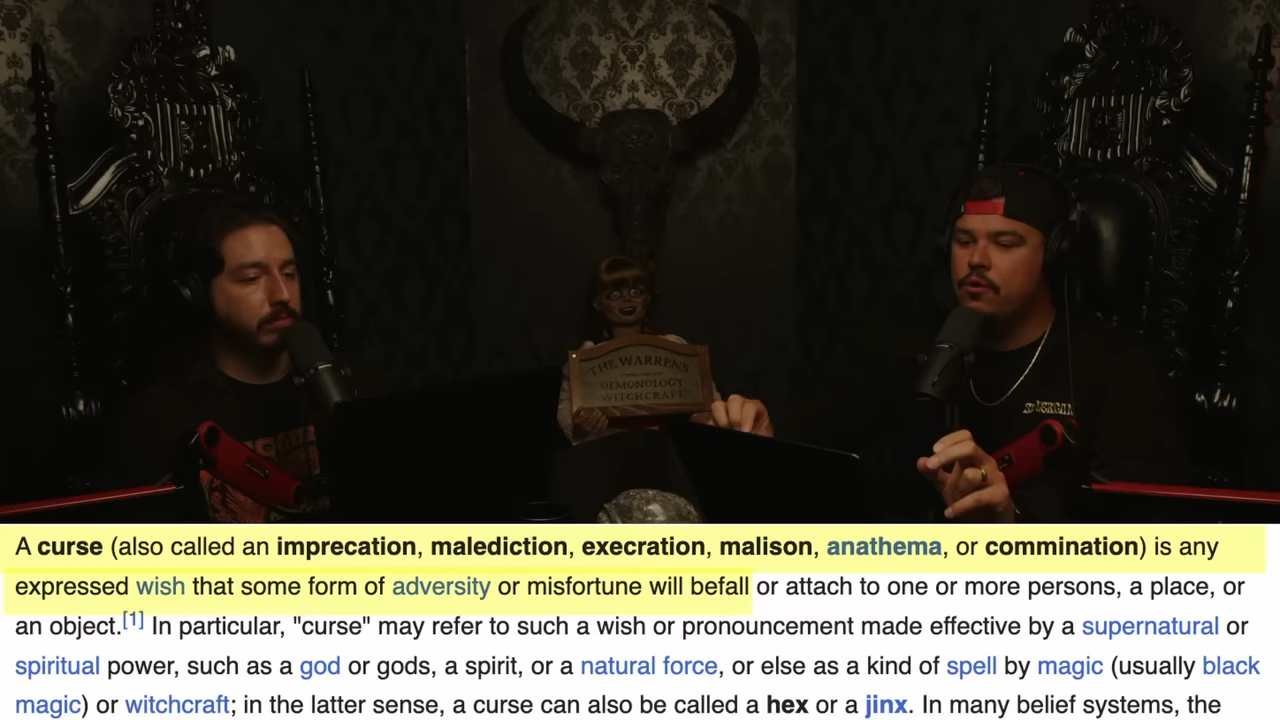 THE WARRENS
DEMONOLOGY
WITCHCRAFT
A curse (also called an imprecation, malediction, execration, malison, anathema, or commination) is any
expressed wish that some form of adversity or misfortune will befall or attach to one or more persons, a place, or
an object.[1] In particular, "curse" may refer to such a wish or pronouncement made effective by a supernatural or
spiritual power, such as a god or gods, a spirit, or a natural force, or else as a kind of spell by magic (usually black
magic) or witchcraft; in the latter sense, a curse can also be called a hex or a jinx. In many belief systems, the